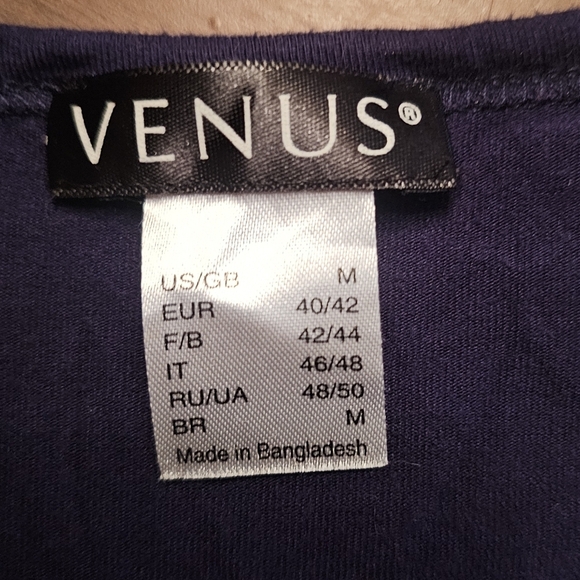 VENUS®
US/GB M
EUR 40/42
F/B 42/44
IT 46/48
RU/UA 48/50
BR M
Made in Bangladesh